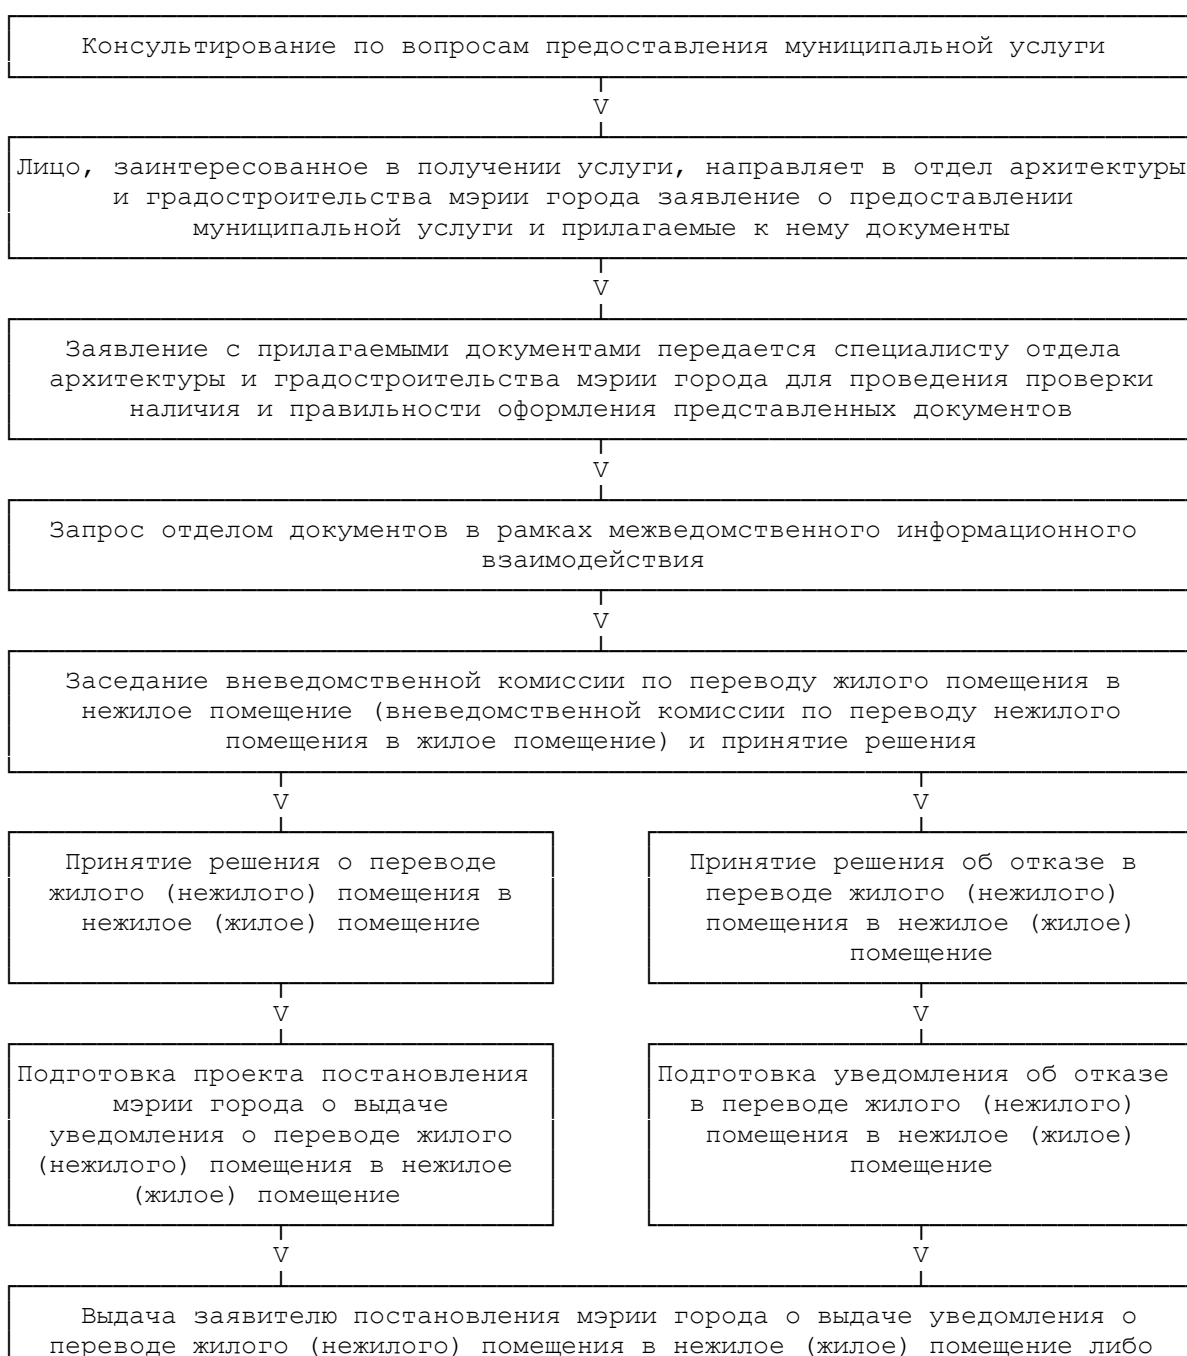 Консультирование по вопросам предоставления муниципальной услуги
V
Лицо, заинтересованное в получении услуги, направляет в отдел архитектуры
и градостроительства мэрии города заявление о предоставлении
муниципальной услуги и прилагаемые к нему документы
V
Заявление с прилагаемыми документами передается специалисту отдела
архитектуры и градостроительства мэрии города для проведения проверки
наличия и правильности оформления представленных документов
V
Запрос отделом документов в рамках межведомственного информационного
взаимодействия
V
Заседание вневедомственной комиссии по переводу жилого помещения в
нежилое помещение (вневедомственной комиссии по переводу нежилого
помещения в жилое помещение) и принятие решения
V
V
Принятие решения о переводе
жилого (нежилого) помещения в
нежилое (жилое) помещение
Принятие решения об отказе в
переводе жилого (нежилого)
помещения в нежилое (жилое)
помещение
V
V
Подготовка проекта постановления
мэрии города о выдаче
уведомления о переводе жилого
(нежилого) помещения в нежилое
(жилое) помещение
Подготовка уведомления об отказе
в переводе жилого (нежилого)
помещения в нежилое (жилое)
помещение
V
V
Выдача заявителю постановления мэрии города о выдаче уведомления о
переводе жилого (нежилого) помещения в нежилое (жилое) помещение либо